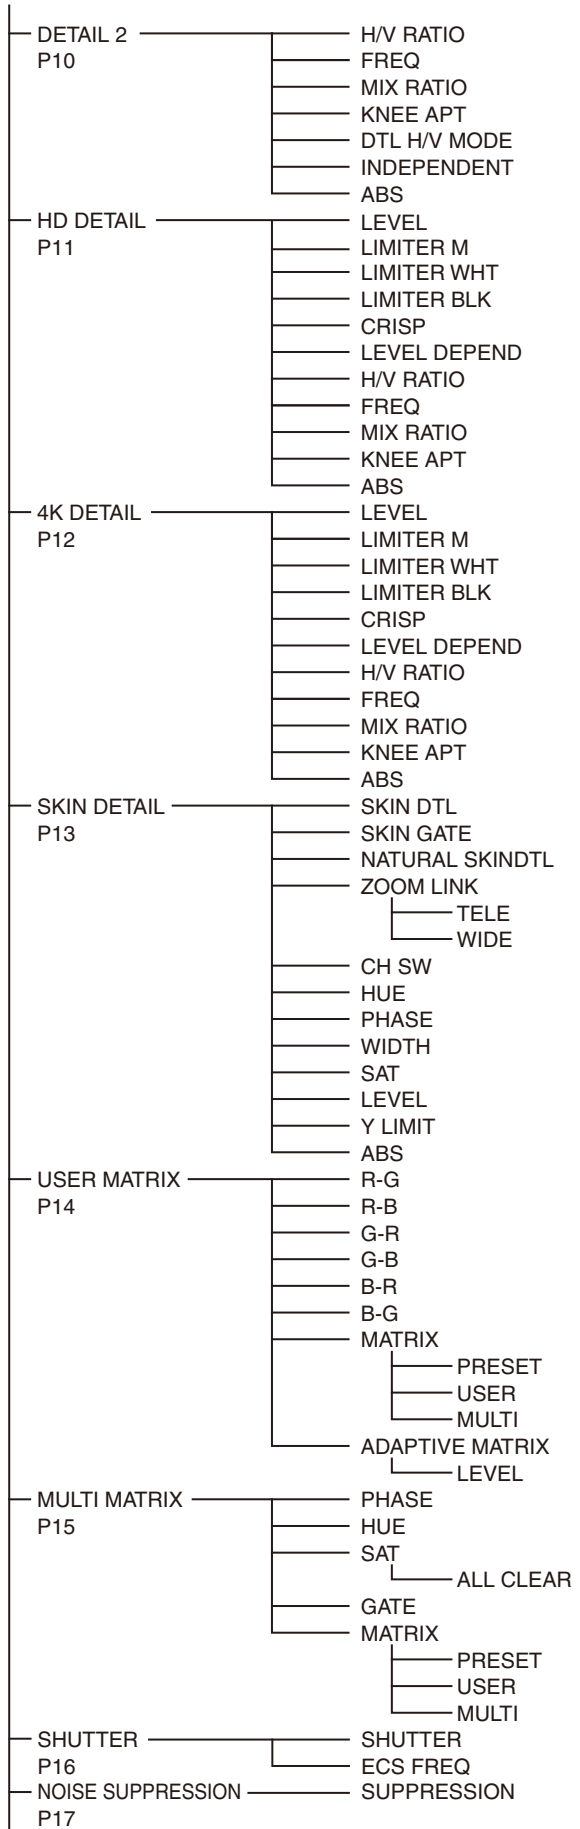 DETAIL 2 H/V RATIO
P10 FREQ
MIX RATIO
KNEE APT
DTL H/V MODE
INDEPENDENT
ABS
HD DETAIL LEVEL
P11 LIMITER M
LIMITER WHT
LIMITER BLK
CRISP
LEVEL DEPEND
H/V RATIO
FREQ
MIX RATIO
KNEE APT
ABS
4K DETAIL LEVEL
P12 LIMITER M
LIMITER WHT
LIMITER BLK
CRISP
LEVEL DEPEND
H/V RATIO
FREQ
MIX RATIO
KNEE APT
ABS
SKIN DETAIL SKIN DTL
P13 SKIN GATE
NATURAL SKINDTL
ZOOM LINK
TELE
WIDE
CH SW
HUE
PHASE
WIDTH
SAT
LEVEL
Y LIMIT
ABS
USER MATRIX R-G
P14 R-B
G-R
G-B
B-R
B-G
MATRIX
PRESET
USER
MULTI
ADAPTIVE MATRIX
LEVEL
MULTI MATRIX PHASE
P15 HUE
SAT
ALL CLEAR
GATE
MATRIX
PRESET
USER
MULTI
SHUTTER SHUTTER
P16 ECS FREQ
NOISE SUPPRESSION SUPPRESSION
P17